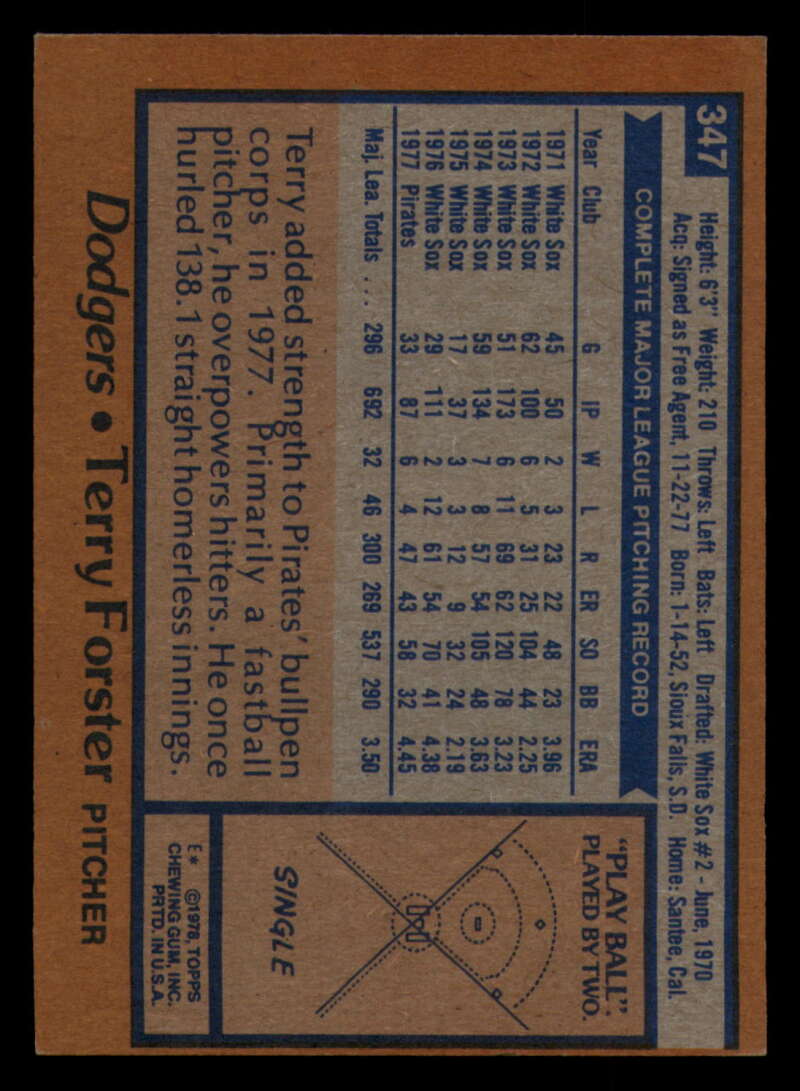 347
Height: 6'3" Weight: 210 Throws: Left Bats: Left Drafted: White Sox #2 - June, 1970
Acq: Signed as Free Agent, 11-22-77 Born: 1-14-52, Sioux Falls, S.D. Home: Santee, Cal.
COMPLETE MAJOR LEAGUE PITCHING RECORD
Year Club G IP W L R ER SO BB ERA
1971 White Sox 45 50 2 3 23 22 48 23 3.96
1972 White Sox 62 100 6 5 31 25 104 44 2.25
1973 White Sox 51 173 6 11 69 62 120 78 3.23
1974 White Sox 59 134 7 8 57 54 105 48 3.63
1975 White Sox 17 37 3 3 12 9 32 24 2.19
1976 White Sox 29 111 2 12 61 54 70 41 4.38
1977 Pirates 33 87 6 4 47 43 58 32 4.45
Maj. Lea. Totals ... 296 692 32 46 300 269 537 290 3.50
Terry added strength to Pirates' bullpen
corps in 1977. Primarily a fastball
pitcher, he overpowers hitters. He once
hurled 138.1 straight homerless innings.
"PLAY BALL".
PLAYED BY TWO.
SINGLE
E* ©1978, TOPPS
CHEWING GUM, INC.
PRTD. IN U.S.A.
Dodgers • Terry Forster PITCHER